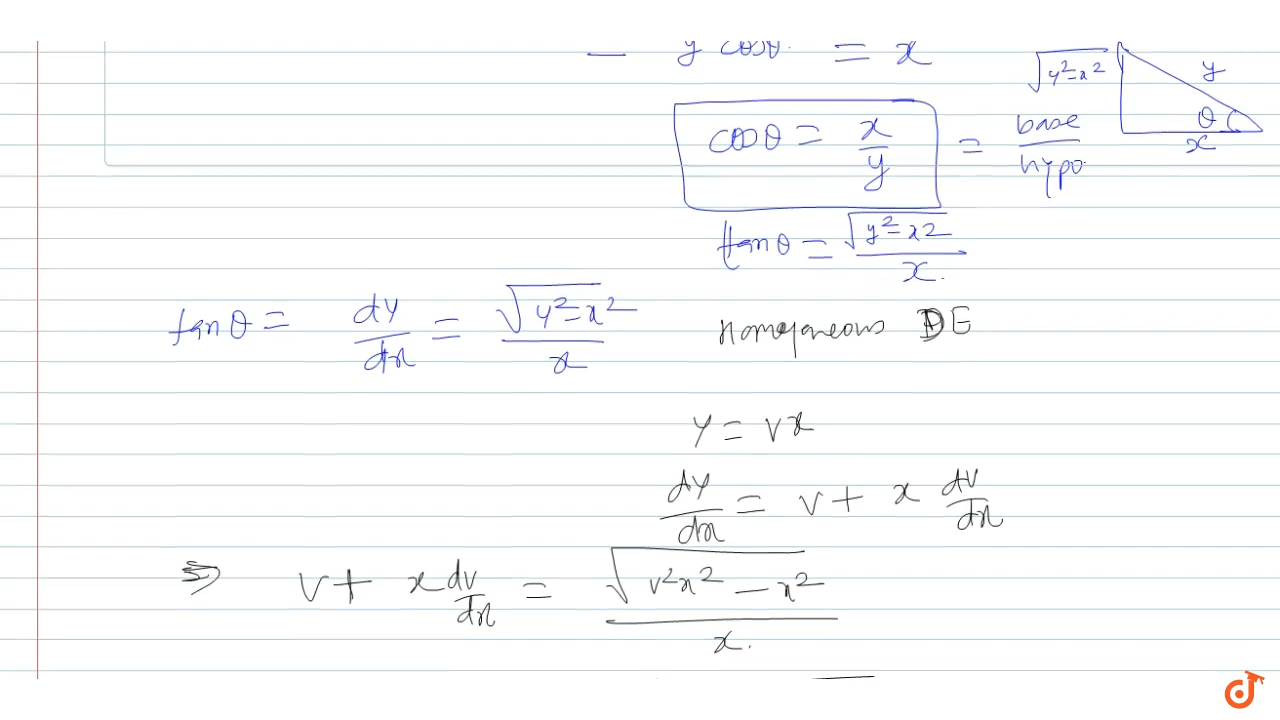 — y cosθ. = x
√y²-x² y
θ
x
cosθ = x/y = base/hypo
tanθ = √y²-x2/x.
tanθ = dy/dx = √y²-x²/x Homogeneous DE
y = vx
dy/dx = v + x dv/dx
⇒ v + x dv/dx = √v²x² - x²/x.